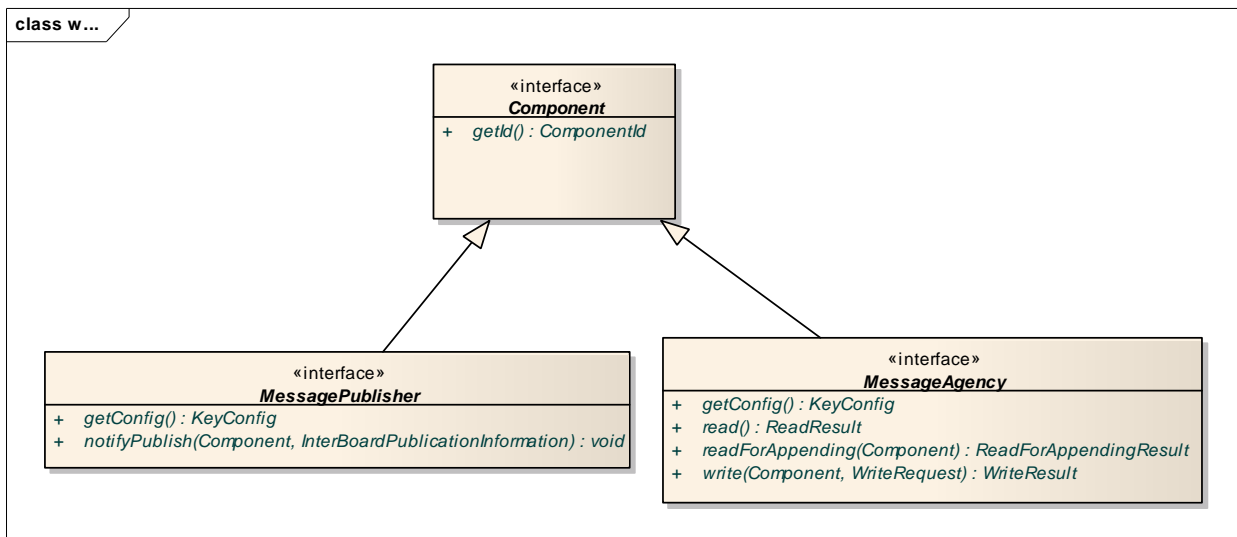 class w...
«interface»
Component
+ getId() : ComponentId
«interface»
MessagePublisher
+ getConfig() : KeyConfig
+ notifyPublish(Component, InterBoardPublicationInformation) : void
«interface»
MessageAgency
+ getConfig() : KeyConfig
+ read() : ReadResult
+ readForAppending(Component) : ReadForAppendingResult
+ write(Component, WriteRequest) : WriteResult